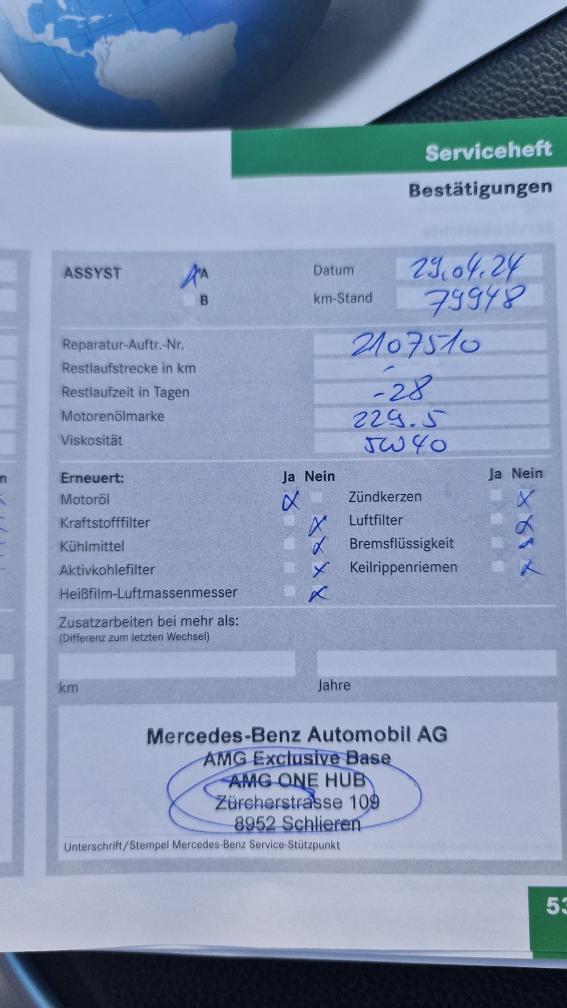 Serviceheft
Bestätigungen
ASSYST A Datum 29.04.24
B km-Stand 79948
Reparatur-Auftr.-Nr. 2107510
Restlaufstrecke in km -
Restlaufzeit in Tagen -28
Motorenölmarke 229.5
Viskosität 5W40
Erneuert: Ja Nein Ja Nein
Motoröl Zündkerzen
Kraftstofffilter Luftfilter
Kühlmittel Bremsflüssigkeit
Aktivkohlefilter Keilrippenriemen
Heißfilm-Luftmassenmesser
Zusatzarbeiten bei mehr als:
(Differenz zum letzten Wechsel)
km Jahre
Mercedes-Benz Automobil AG
AMG Exclusive Base
AMG ONE HUB
Zürcherstrasse 109
8952 Schlieren
Unterschrift/Stempel Mercedes-Benz Service-Stützpunkt
53